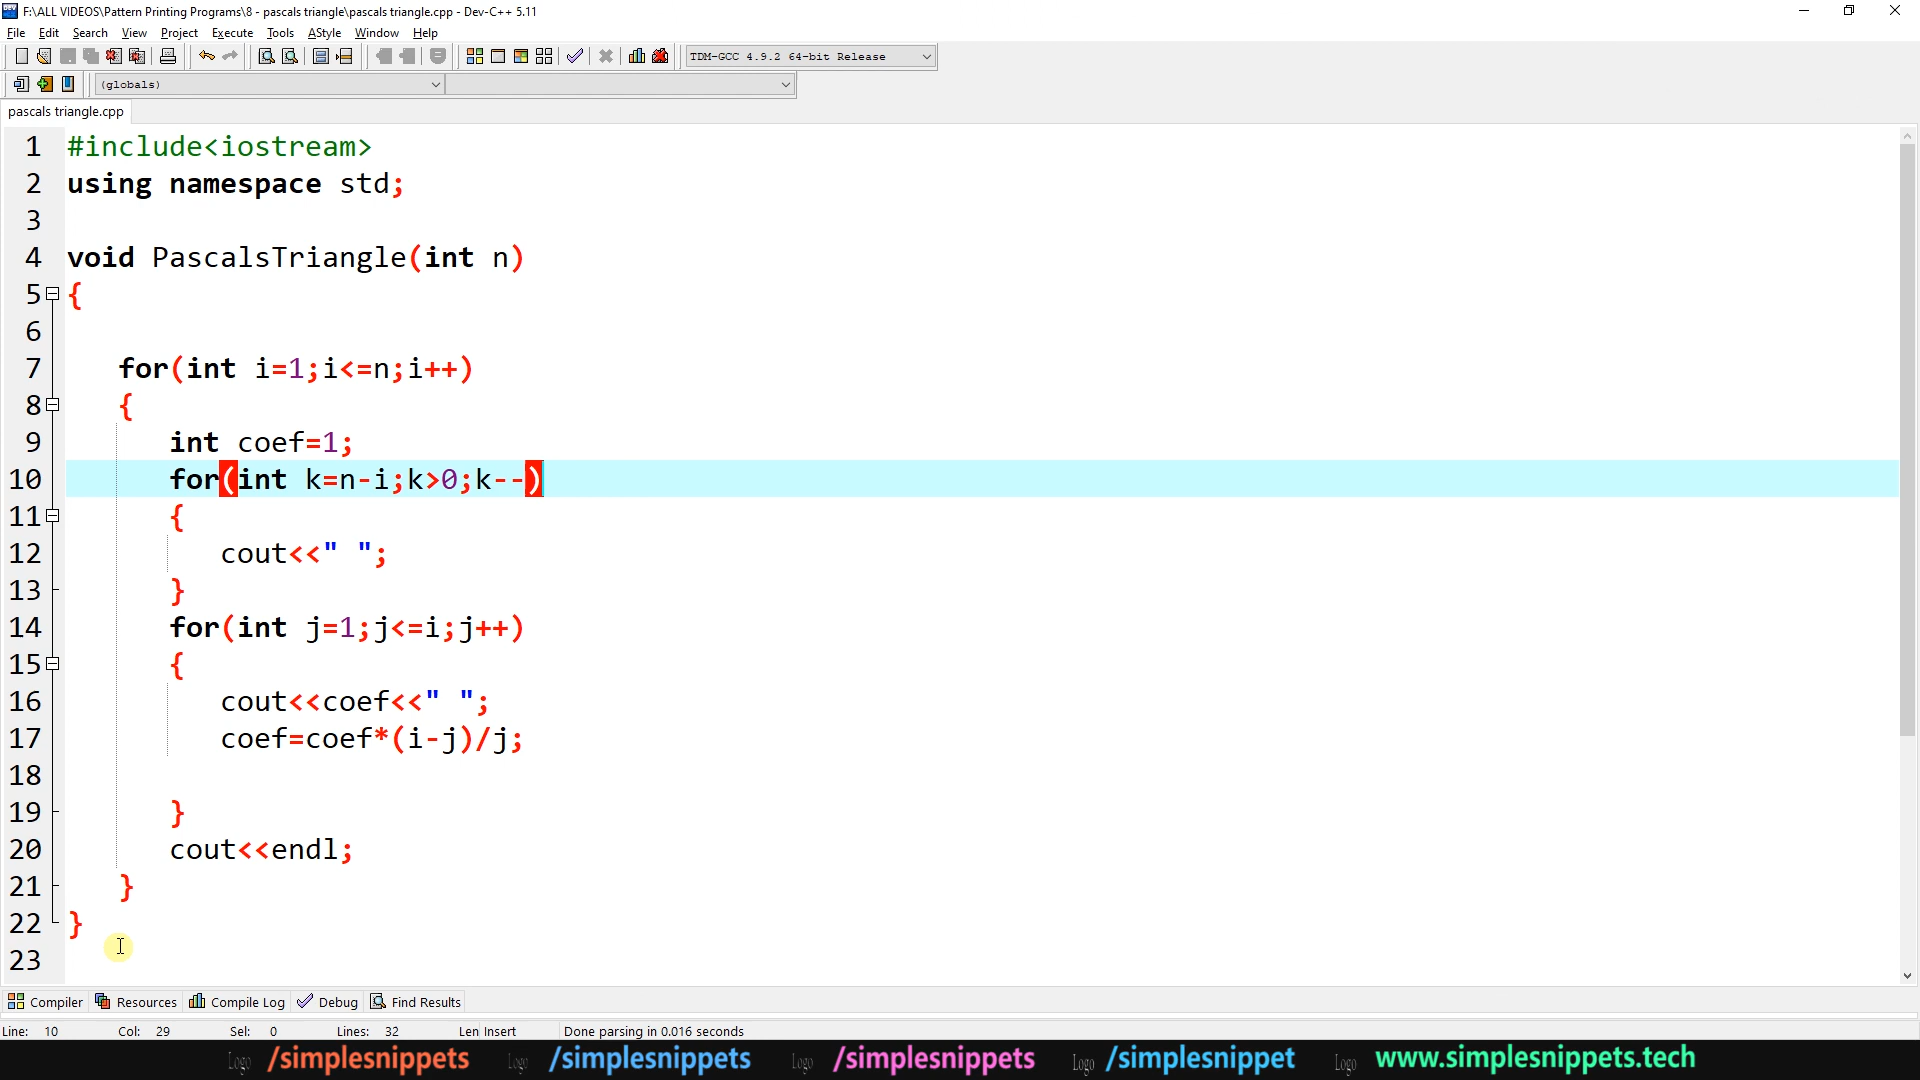 F:\ALL VIDEOS\Pattern Printing Programs\8 - pascals triangle\pascals triangle.cpp - Dev-C++ 5.11
File Edit Search View Project Execute Tools AStyle Window Help
TDM-GCC 4.9.2 64-bit Release
(globals)
pascals triangle.cpp
1 #include<iostream>
2 using namespace std;
3
4 void PascalsTriangle(int n)
5 {
6
7 for(int i=1;i<=n;i++)
8 {
9 int coef=1;
10 for(int k=n-i;k>0;k--)
11 {
12 cout<<" ";
13 }
14 for(int j=1;j<=i;j++)
15 {
16 cout<<coef<<" ";
17 coef=coef*(i-j)/j;
18
19 }
20 cout<<endl;
21 }
22 }
23
Compiler Resources Compile Log Debug Find Results
Line: 10 Col: 29 Sel: 0 Lines: 32 Len Insert Done parsing in 0.016 seconds
Logo /simplesnippets Logo /simplesnippets Logo /simplesnippets Logo /simplesnippet Logo www.simplesnippets.tech